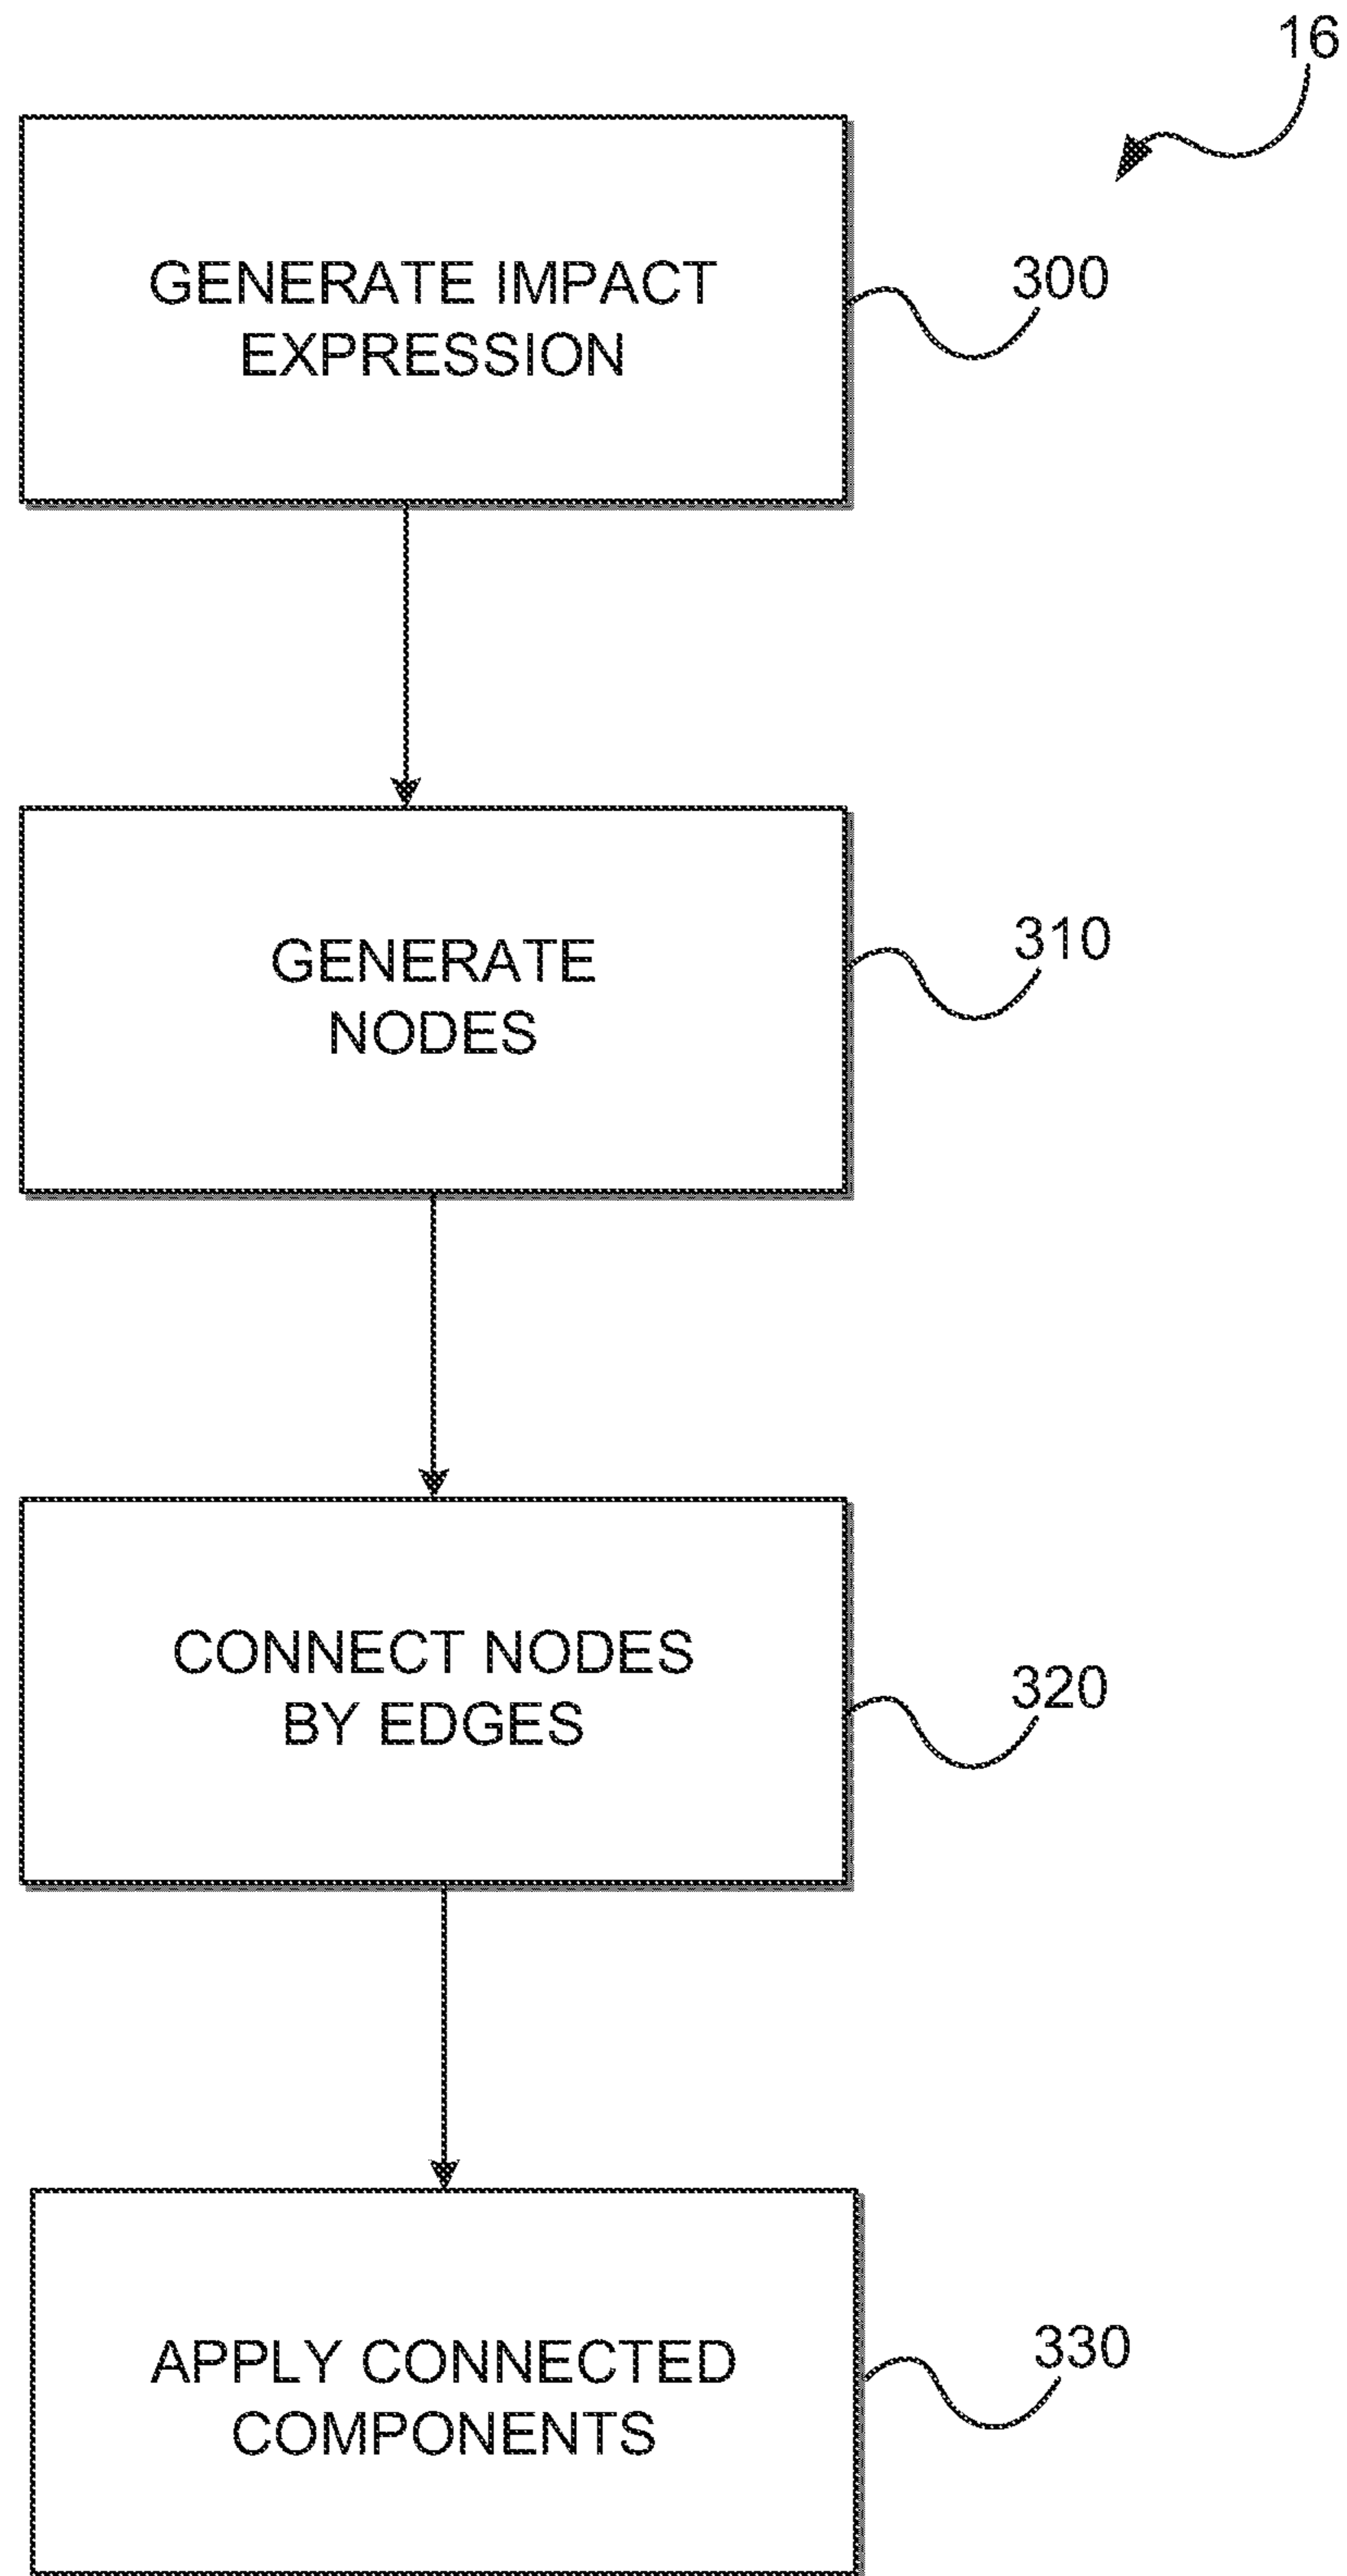 16
GENERATE IMPACT
EXPRESSION
300
GENERATE
NODES
310
CONNECT NODES
BY EDGES
320
APPLY CONNECTED
COMPONENTS
330